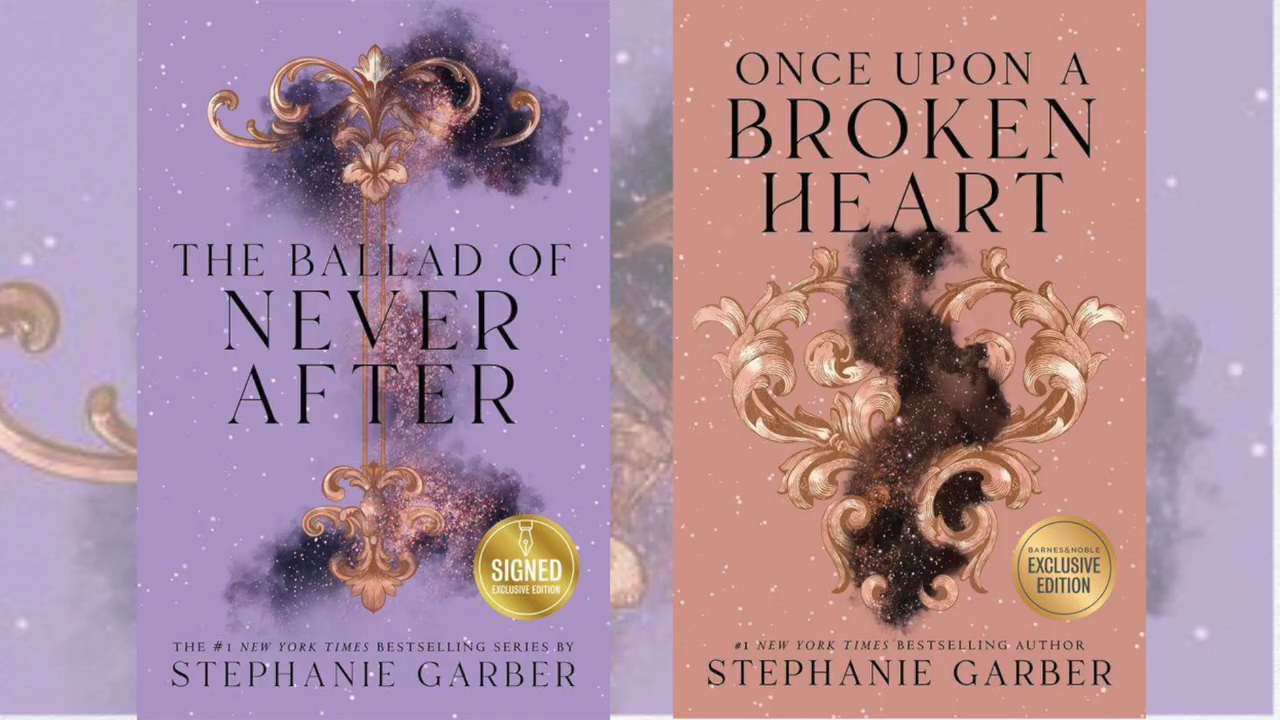 THE BALLAD OF
NEVER
AFTER
SIGNED
EXCLUSIVE EDITION
THE #1 NEW YORK TIMES BESTSELLING SERIES BY
STEPHANIE GARBER
ONCE UPON A
BROKEN
HEART
BARNES&NOBLE
EXCLUSIVE
EDITION
#1 NEW YORK TIMES BESTSELLING AUTHOR
STEPHANIE GARBER